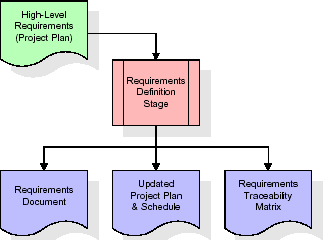 High-Level
Requirements
(Project Plan)
Requirements
Definition
Stage
Requirements
Document
Updated
Project Plan
& Schedule
Requirements
Traceability
Matrix